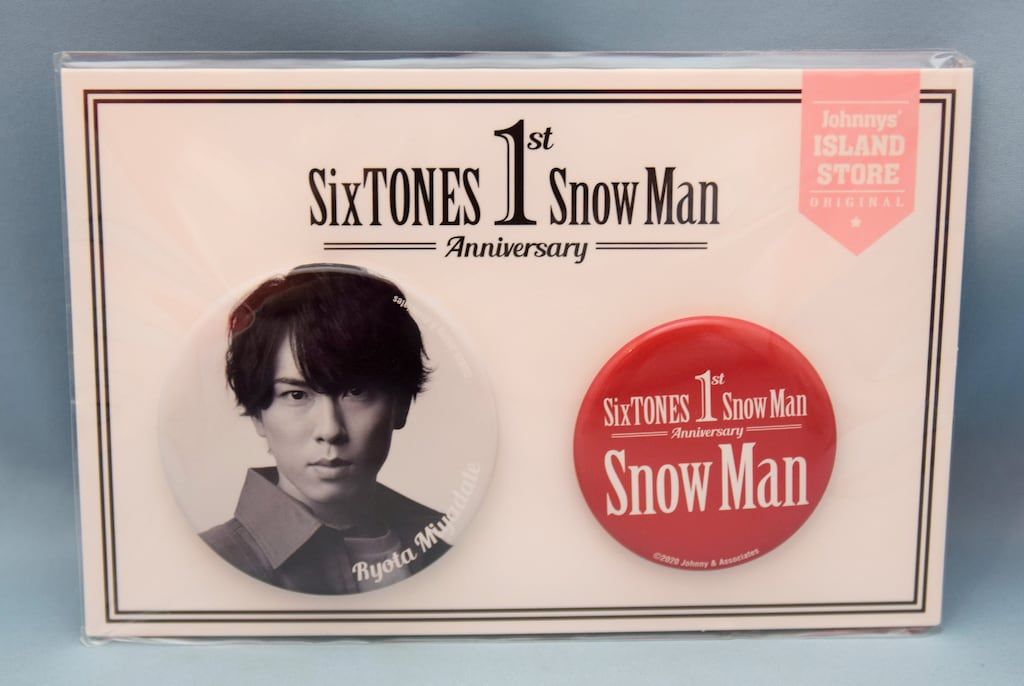 SixTONES 1st Snow Man
Anniversary
Johnnys'
ISLAND
STORE
ORIGINAL
Ryota Miyadate
SixTONES 1st Snow Man
Anniversary
Snow Man
©2020 Johnny & Associates